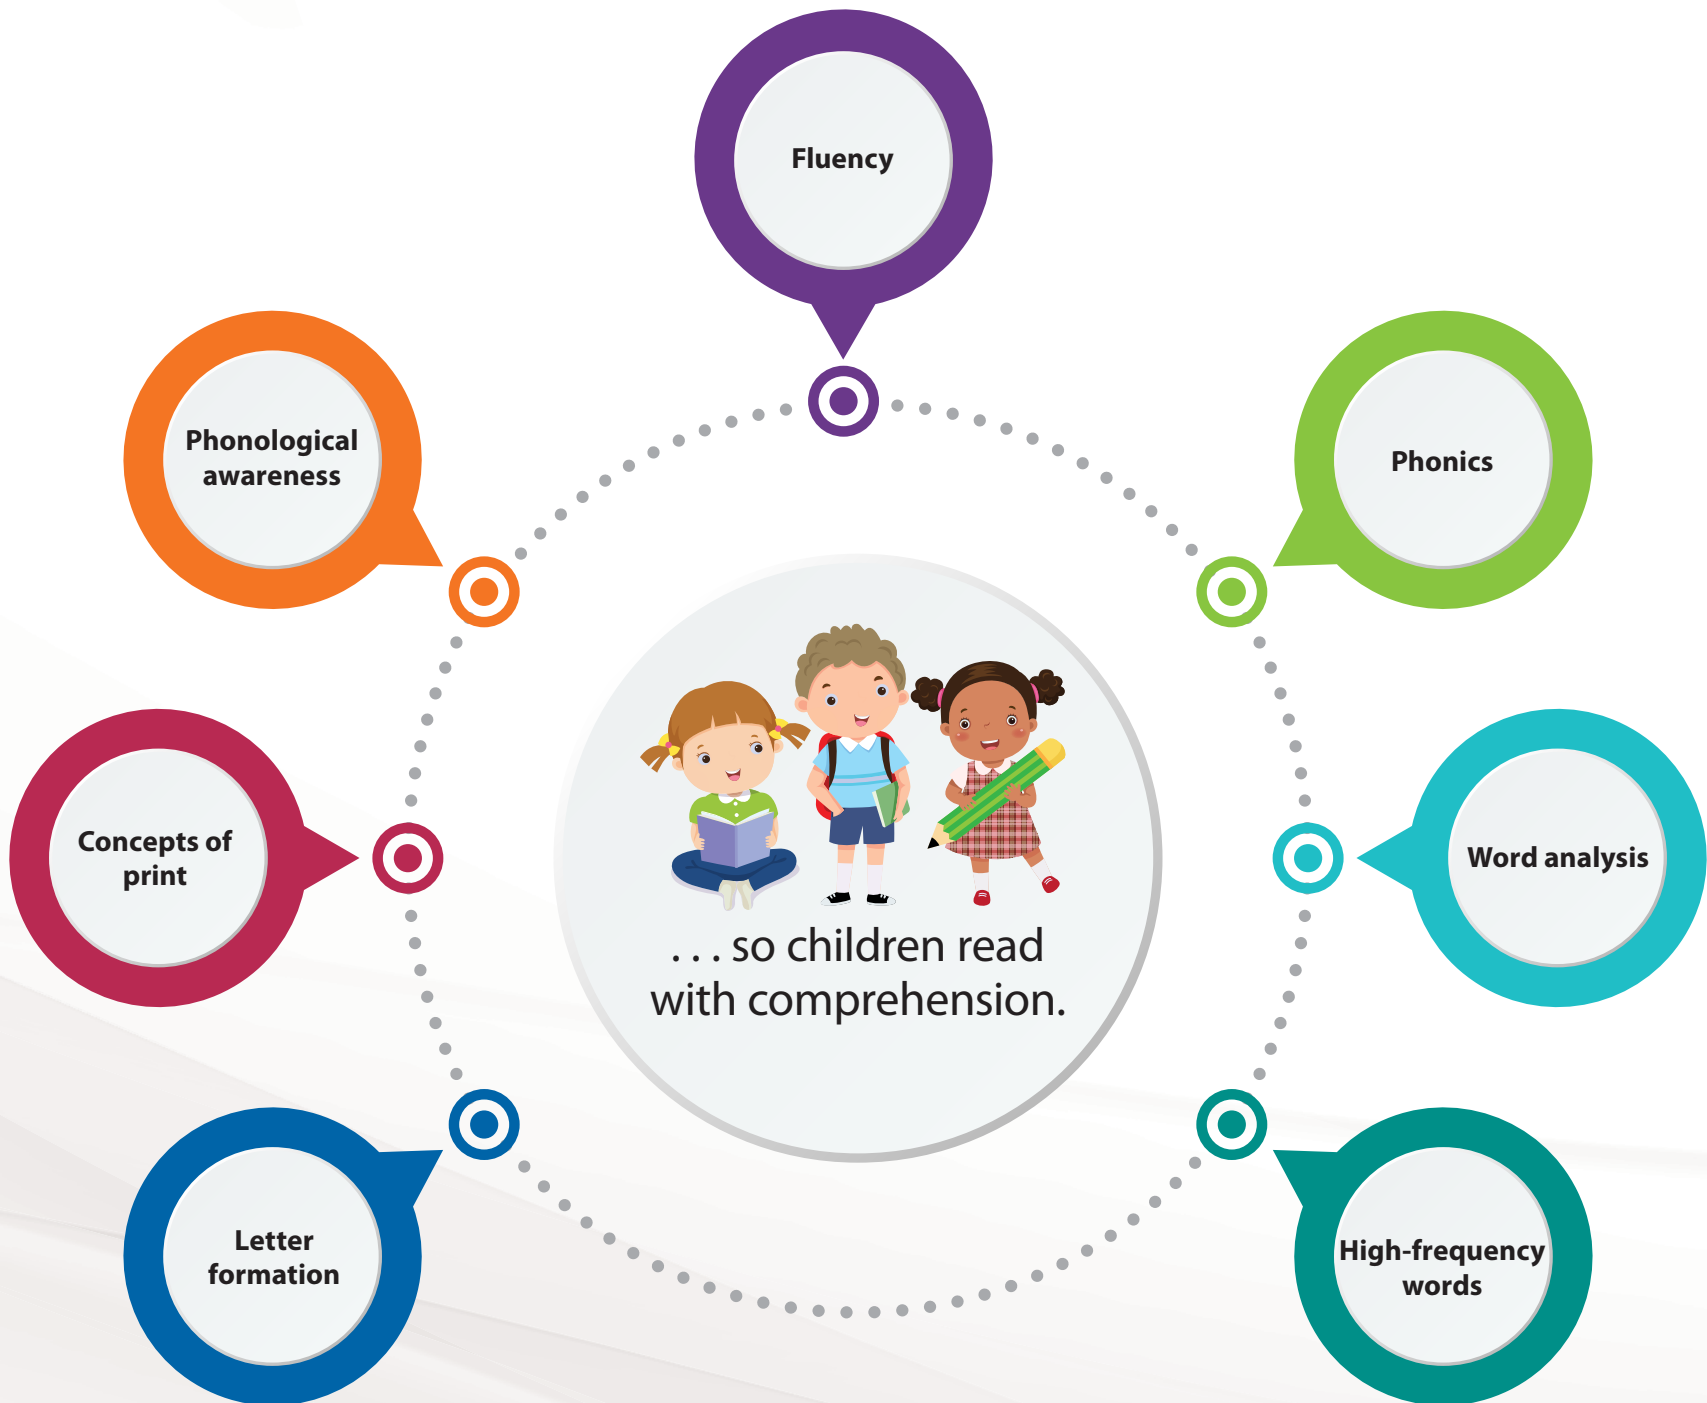 Fluency
Phonological
awareness
Phonics
Concepts of
print
Word analysis
. . . so children read
with comprehension.
Letter
formation
High-frequency
words